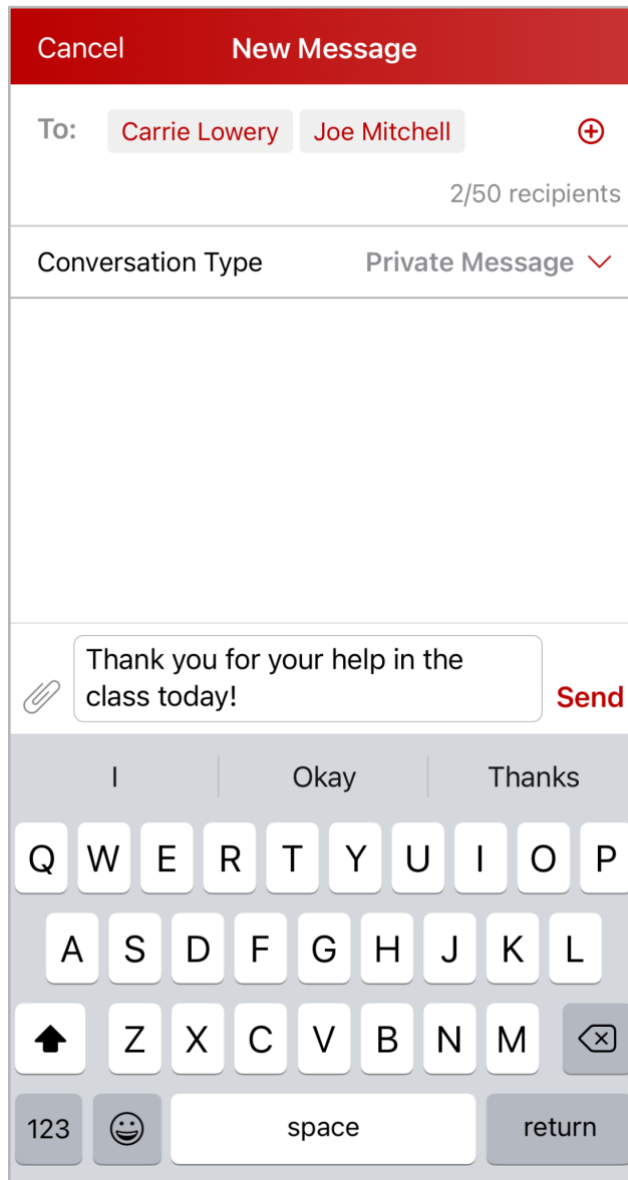 Cancel New Message
To: Carrie Lowery Joe Mitchell
2/50 recipients
Conversation Type Private Message
Thank you for your help in the
class today!
Send
I Okay Thanks
Q W E R T Y U I O P
A S D F G H J K L
Z X C V B N M
123 space return